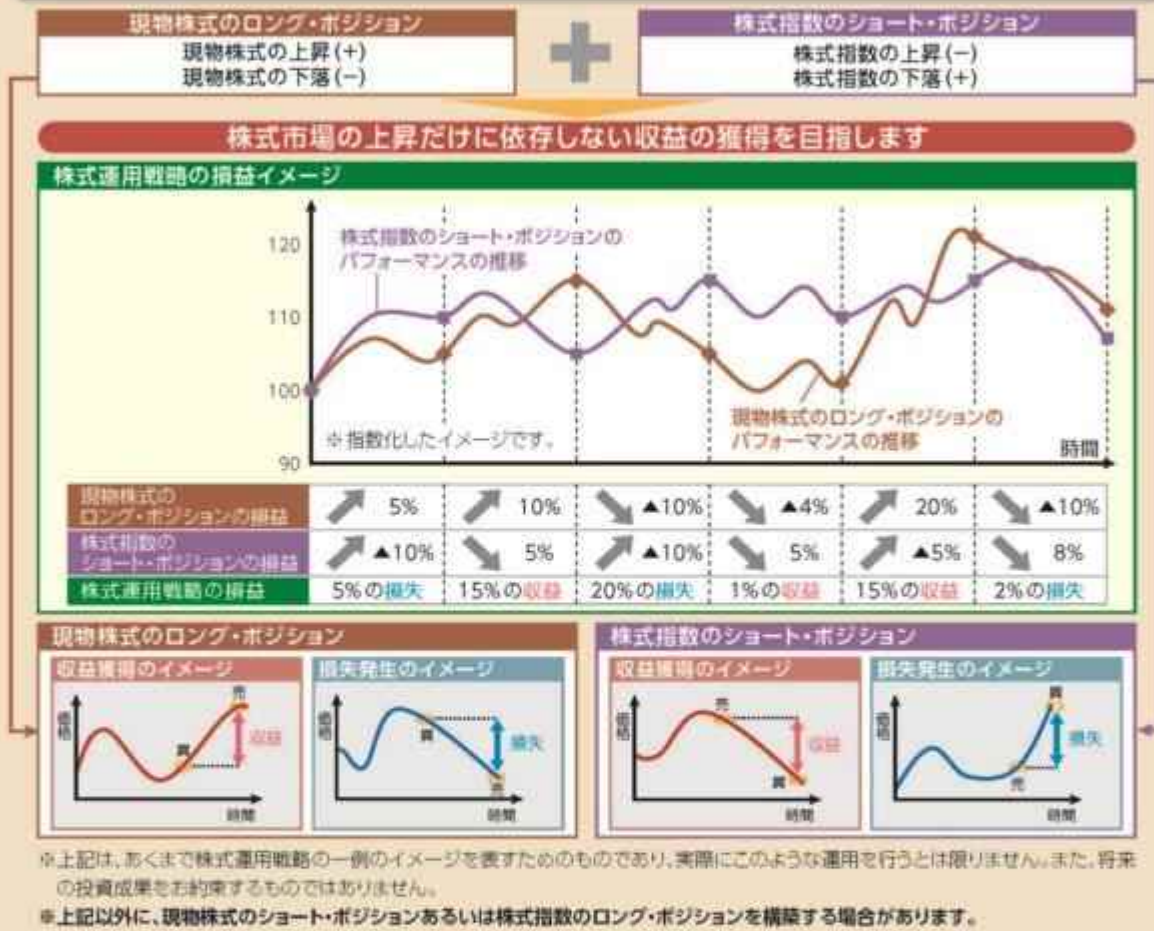 現物株式のロング・ポジション
現物株式の上昇(+)
現物株式の下落(−)
株式指数のショート・ポジション
株式指数の上昇(−)
株式指数の下落(+)
株式市場の上昇だけに依存しない収益の獲得を目指します
株式運用戦略の損益イメージ
120
110
100
90
株式指数のショート・ポジションの
パフォーマンスの推移
現物株式のロング・ポジションの
パフォーマンスの推移
※指数化したイメージです。
時間
現物株式の
ロング・ポジションの損益
5%
10%
▲10%
▲4%
20%
▲10%
株式指数の
ショート・ポジションの損益
▲10%
5%
▲10%
5%
▲5%
8%
株式運用戦略の損益
5%の損失
15%の収益
20%の損失
1%の収益
15%の収益
2%の損失
現物株式のロング・ポジション
収益獲得のイメージ
価格
買
売
収益
時間
損失発生のイメージ
価格
買
売
損失
時間
株式指数のショート・ポジション
収益獲得のイメージ
価格
売
買
収益
時間
損失発生のイメージ
価格
買
売
損失
時間
※上記は、あくまで株式運用戦略の一例のイメージを表すためのものであり、実際にこのような運用を行うとは限りません。また、将来
の投資成果をお約束するものではありません。
※上記以外に、現物株式のショート・ポジションあるいは株式指数のロング・ポジションを構築する場合があります。